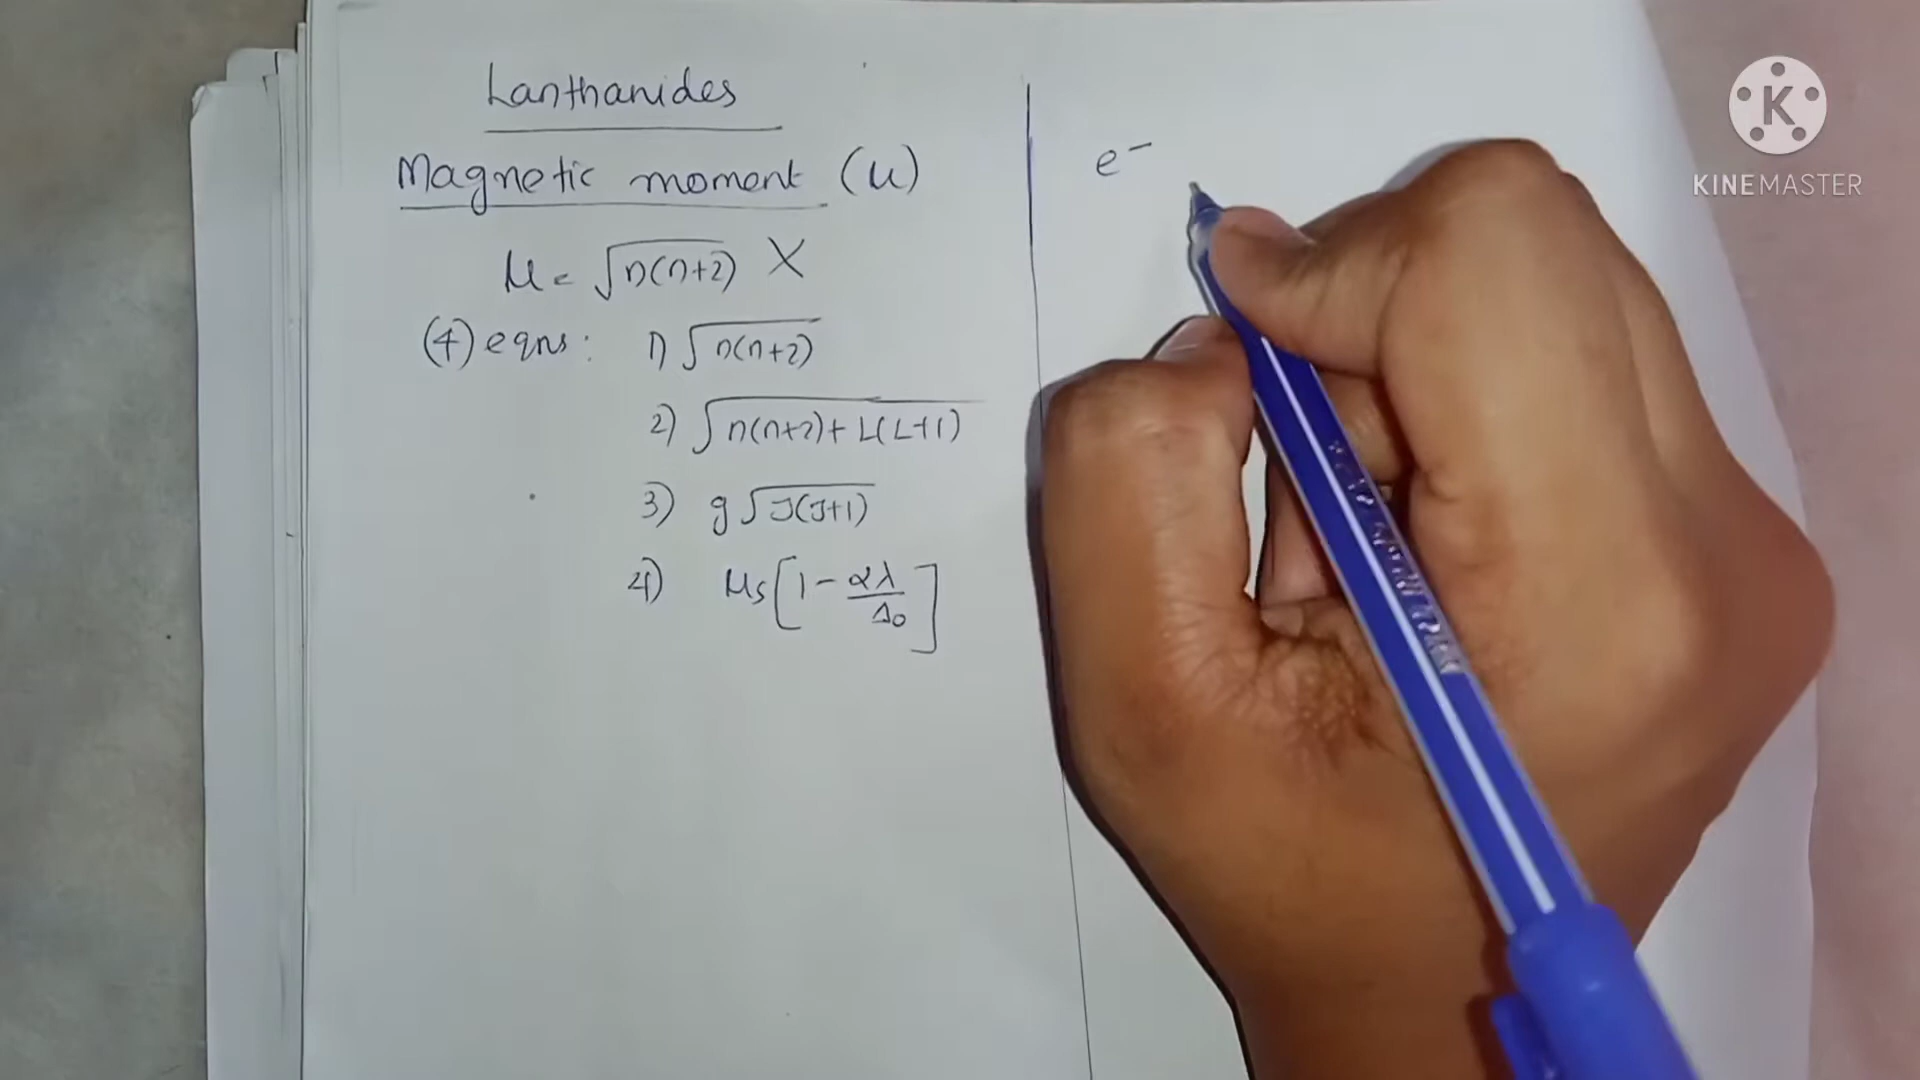 Lanthanides
Magnetic moment (μ)
μ = √n(n+2) X
(4) eqns : 1) √n(n+2)
2) √n(n+2)+L(L+1)
3) g√J(J+1)
4) μs[1 - αλ/Δo]
e⁻
K
KINEMASTER